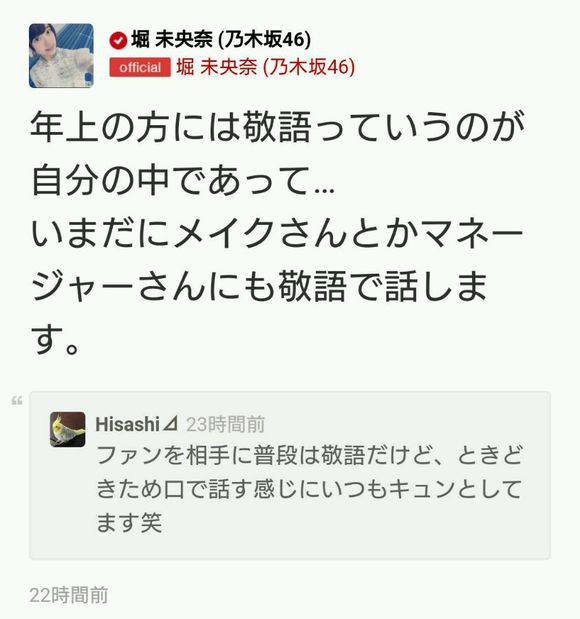 堀 未央奈 (乃木坂46)
official 堀 未央奈 (乃木坂46)
年上の方には敬語っていうのが
自分の中であって...
いまだにメイクさんとかマネー
ジャーさんにも敬語で話しま
す。
“
Hisashi⊿ 23時間前
ファンを相手に普段は敬語だけど、ときど
きため口で話す感じにいつもキュンとして
ます笑
22時間前